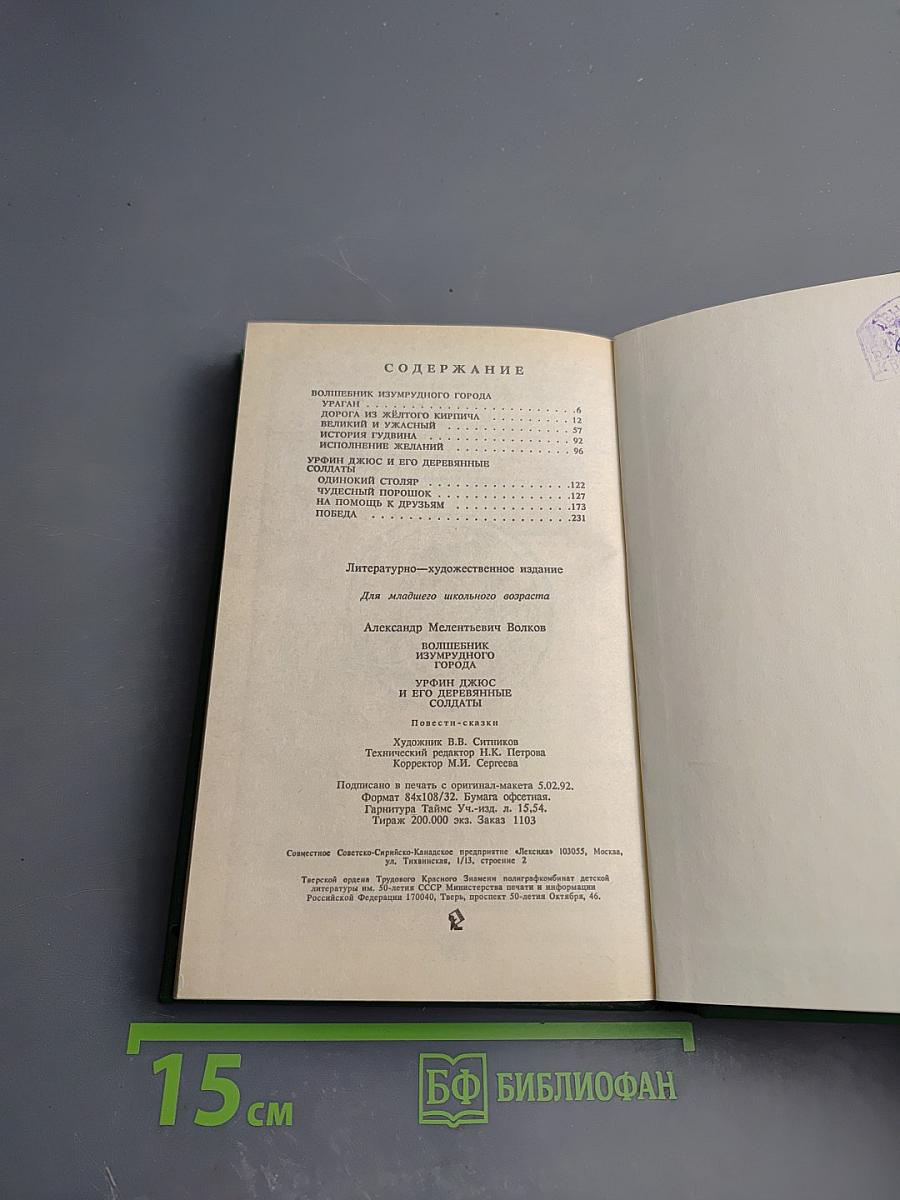 СОДЕРЖАНИЕ
ВОЛШЕБНИК ИЗУМРУДНОГО ГОРОДА
УРАГАН . . . . . . . . . . . . . . . . . . . . . . . .6
ДОРОГА ИЗ ЖЁЛТОГО КИРПИЧА . . . . . . . . . 12
ВЕЛИКИЙ И УЖАСНЫЙ . . . . . . . . . . . . . . 57
ИСТОРИЯ ГУДВИНА . . . . . . . . . . . . . . . . 92
ИСПОЛНЕНИЕ ЖЕЛАНИЙ . . . . . . . . . . . . . 96
УРФИН ДЖЮС И ЕГО ДЕРЕВЯННЫЕ
СОЛДАТЫ
ОДИНОКИЙ СТОЛЯР . . . . . . . . . . . . . . . .122
ЧУДЕСНЫЙ ПОРОШОК . . . . . . . . . . . . . . .127
НА ПОМОЩЬ К ДРУЗЬЯМ . . . . . . . . . . . . .173
ПОБЕДА . . . . . . . . . . . . . . . . . . . . . . .231
Литературно—художественное издание
Для младшего школьного возраста
Александр Мелентьевич Волков
ВОЛШЕБНИК
ИЗУМРУДНОГО
ГОРОДА
УРФИН ДЖЮС
И ЕГО ДЕРЕВЯННЫЕ
СОЛДАТЫ
Повести-сказки
Художник В.В. Ситников
Технический редактор Н.К. Петрова
Корректор М.И. Сергеева
Подписано в печать с оригинал-макета 5.02.92.
Формат 84x108/32. Бумага офсетная.
Гарнитура Таймс Уч.-изд. л. 15,54.
Тираж 200.000 экз. Заказ 1103
Совместное Советско-Сирийско-Канадское предприятие «Лексика» 103055, Москва,
ул. Тихвинская, 1/13, строение 2
Тверской ордена Трудового Красного Знамени полиграфкомбинат детской
литературы им. 50-летия СССР Министерства печати и информации
Российской Федерации 170040, Тверь, проспект 50-летия Октября, 46.
15 см
БФ БИБЛИОФАН